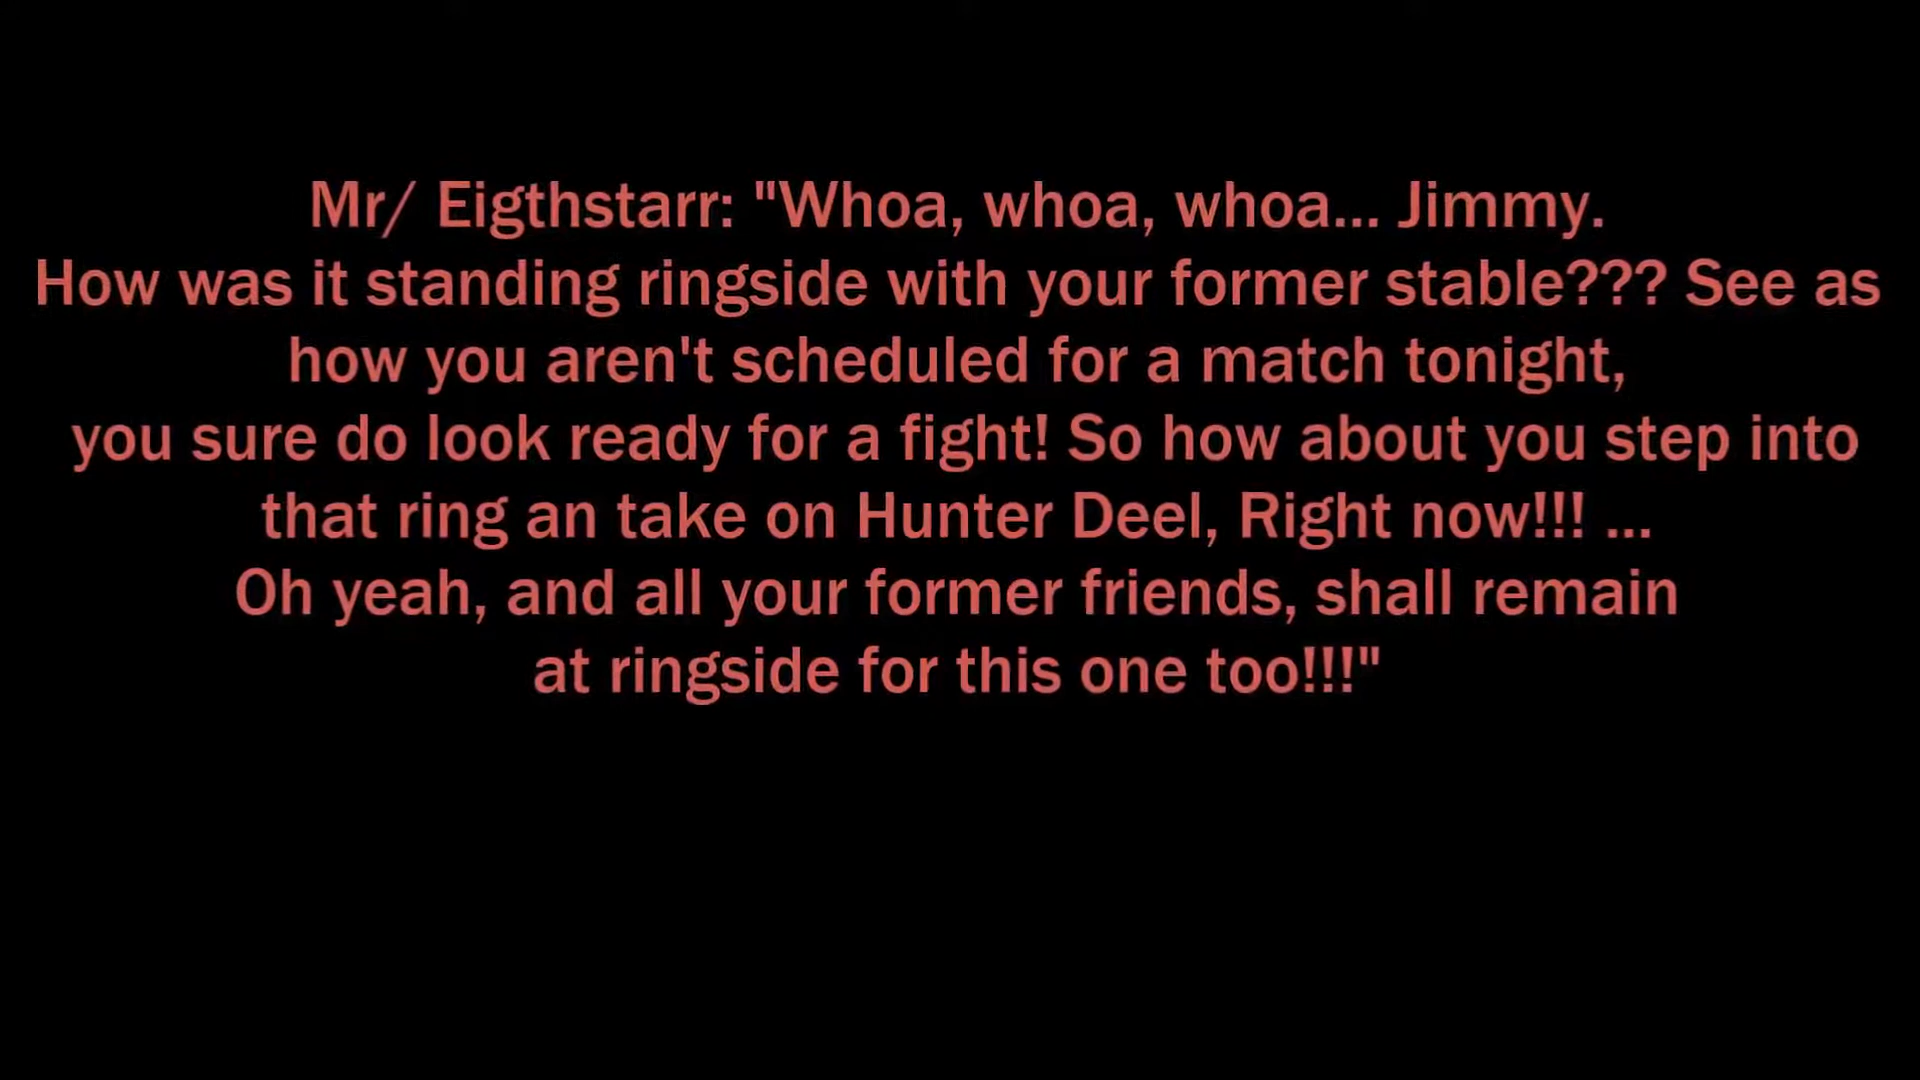 Mr/ Eigthstarr: "Whoa, whoa, whoa... Jimmy.
How was it standing ringside with your former stable??? See as
how you aren't scheduled for a match tonight,
you sure do look ready for a fight! So how about you step into
that ring an take on Hunter Deel, Right now!!! ...
Oh yeah, and all your former friends, shall remain
at ringside for this one too!!!"